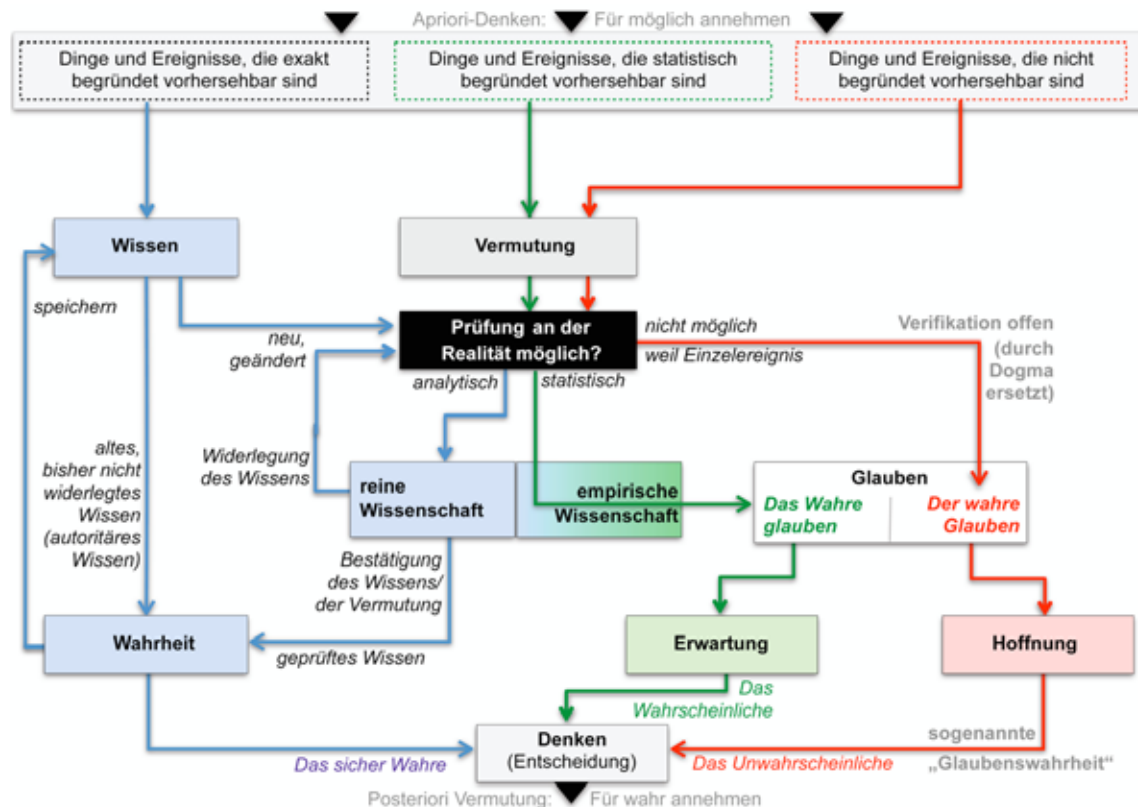 Apriori-Denken: Für möglich annehmen
Dinge und Ereignisse, die exakt
begründet vorhersehbar sind
Dinge und Ereignisse, die statistisch
begründet vorhersehbar sind
Dinge und Ereignisse, die nicht
begründet vorhersehbar sind
Wissen
Vermutung
speichern
neu,
geändert
Prüfung an der
Realität möglich?
nicht möglich
weil Einzelereignis
Verifikation offen
(durch
Dogma
ersetzt)
analytisch
statistisch
altes,
bisher nicht
widerlegtes
Wissen
(autoritäres
Wissen)
Widerlegung
des Wissens
reine
Wissenschaft
empirische
Wissenschaft
Glauben
Das Wahre
glauben
Der wahre
Glauben
Bestätigung
des Wissens/
der Vermutung
Wahrheit
geprüftes Wissen
Erwartung
Hoffnung
Das
Wahrscheinliche
Denken
(Entscheidung)
Das sicher Wahre
Das Unwahrscheinliche
sogenannte
„Glaubenswahrheit“
Posteriori Vermutung: Für wahr annehmen